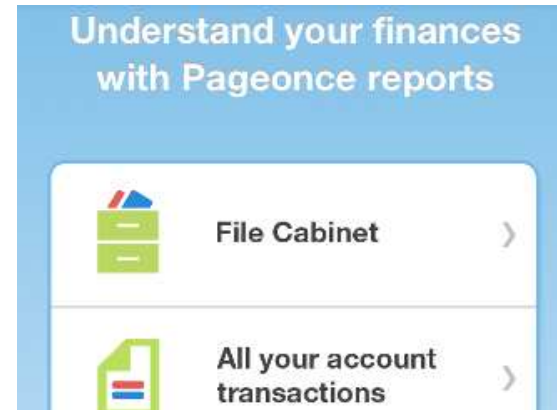 Understand your finances
with Pageonce reports
File Cabinet
All your account
transactions